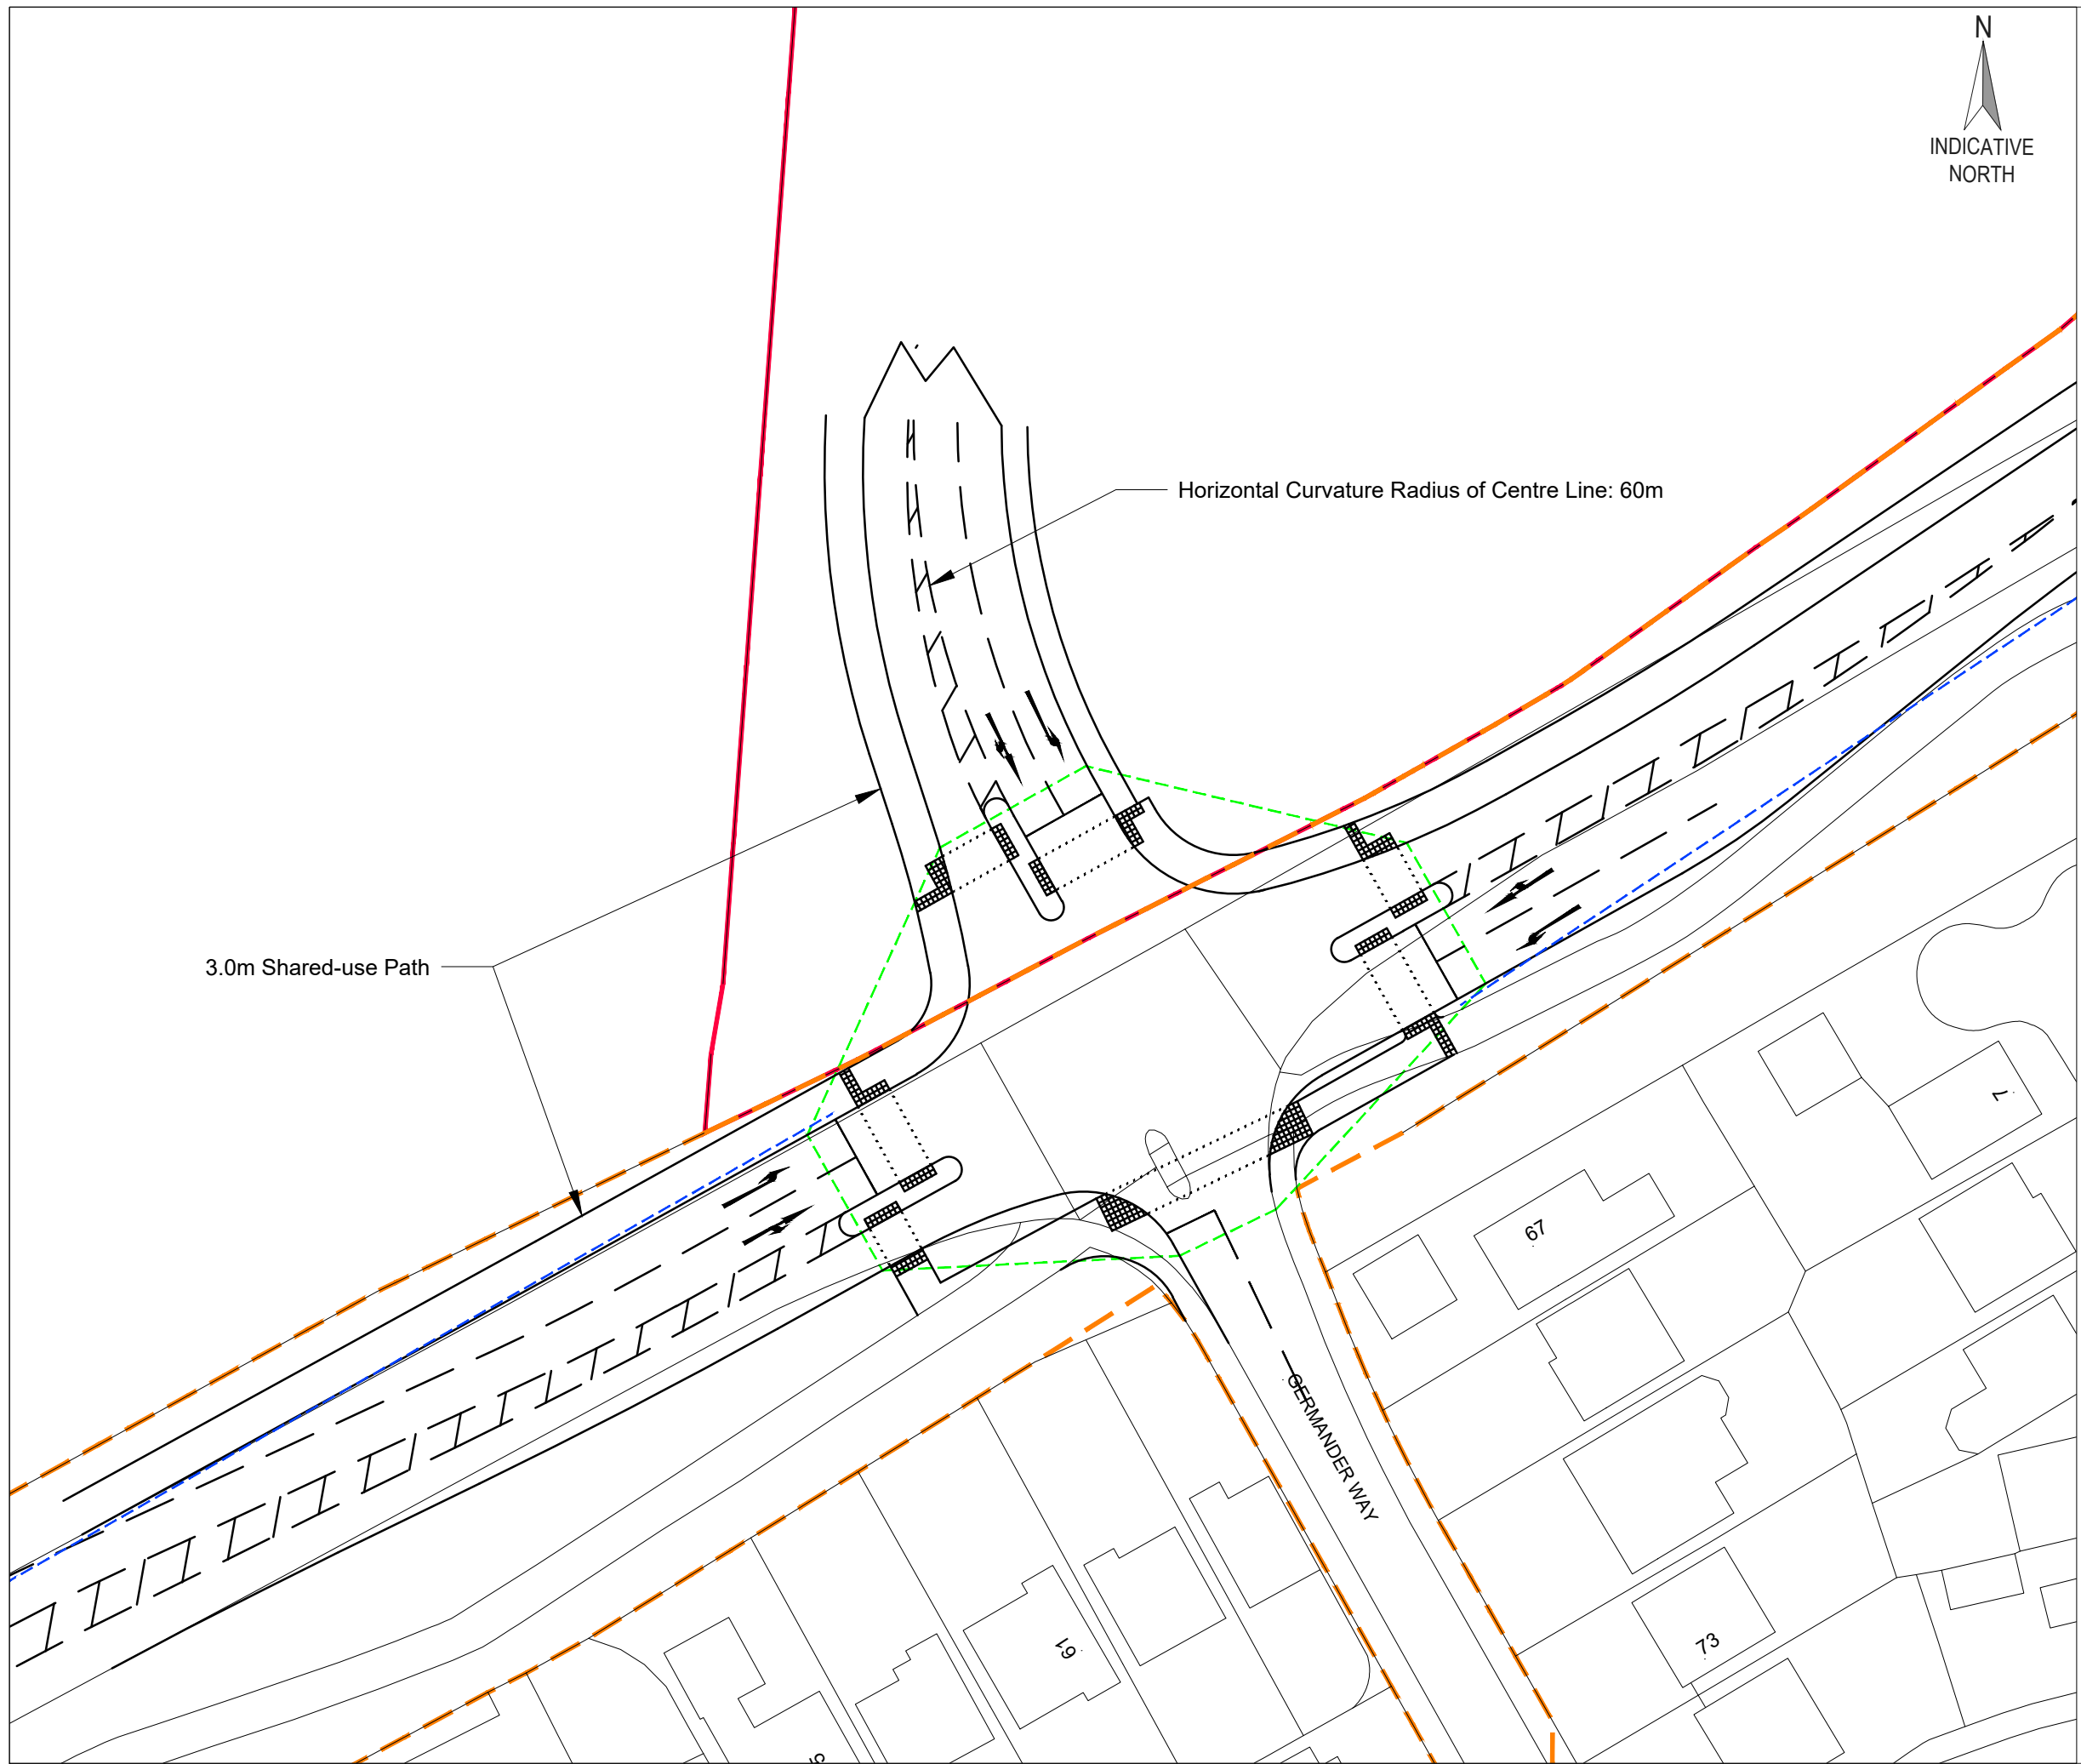 N
INDICATIVE
NORTH
Horizontal Curvature Radius of Centre Line: 60m
3.0m Shared-use Path
67
GERMANDER WAY
61
73